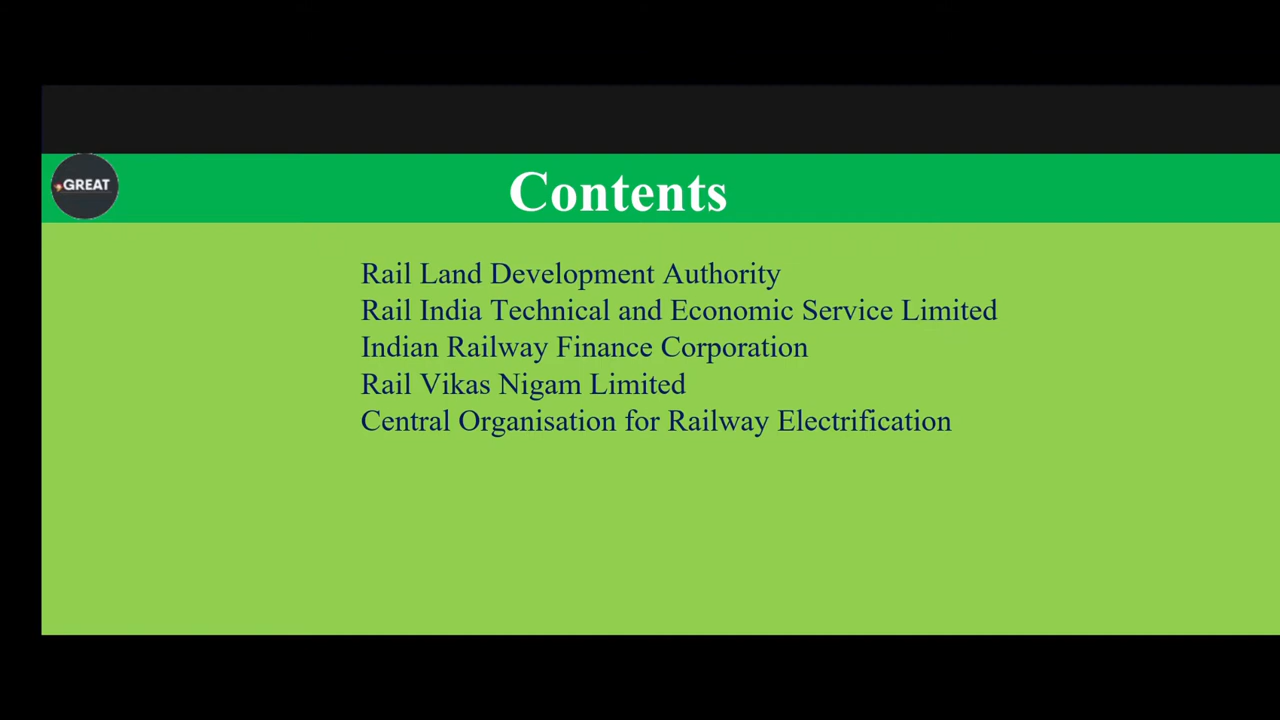 GREAT
Contents
Rail Land Development Authority
Rail India Technical and Economic Service Limited
Indian Railway Finance Corporation
Rail Vikas Nigam Limited
Central Organisation for Railway Electrification